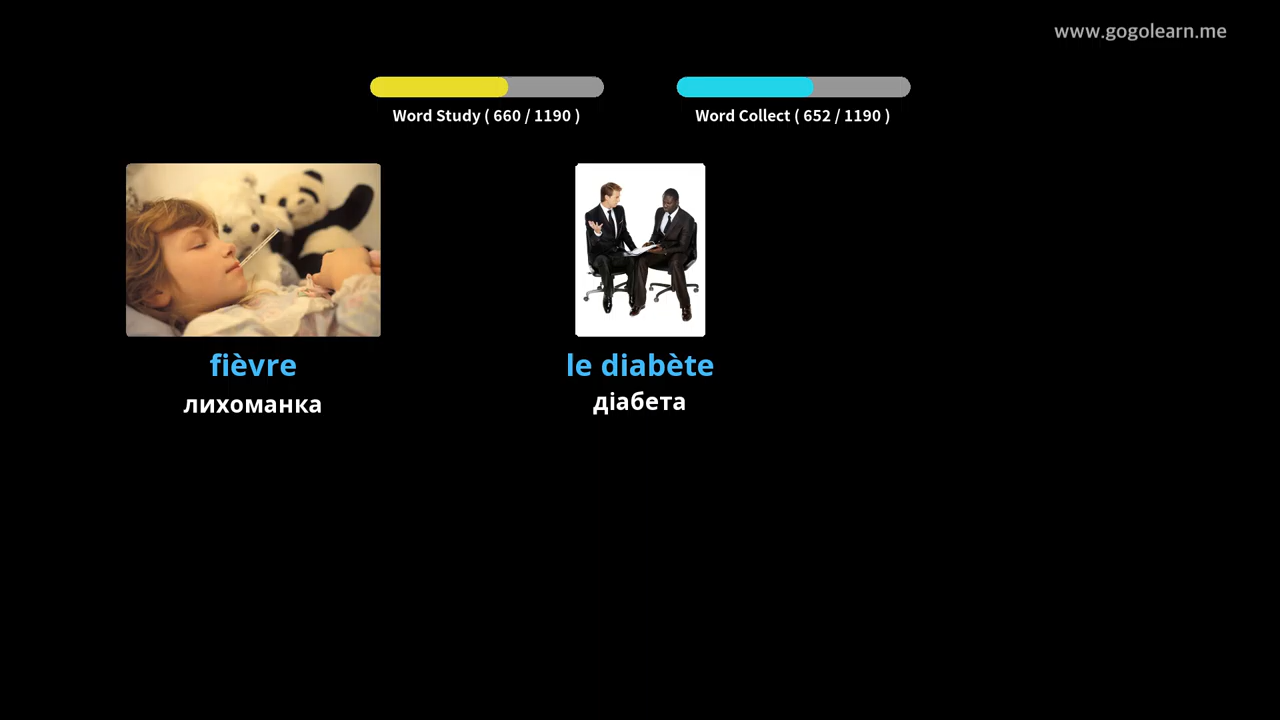 www.gogolearn.me
Word Study ( 660 / 1190 )
Word Collect ( 652 / 1190 )
fièvre
лихоманка
le diabète
діабета